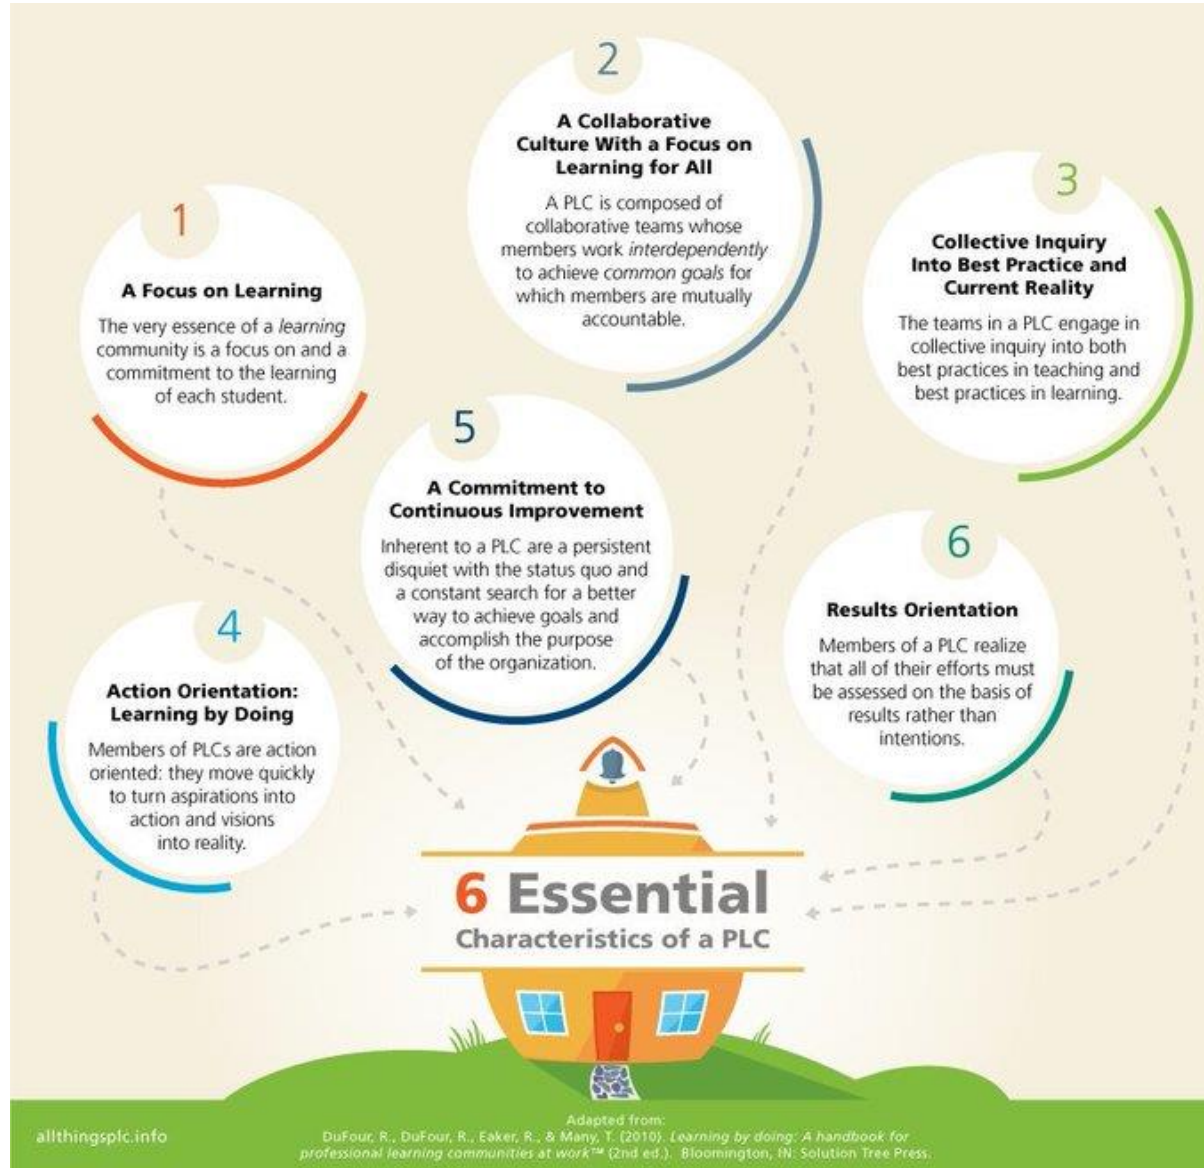 1
A Focus on Learning
The very essence of a learning
community is a focus on and a
commitment to the learning
of each student.
2
A Collaborative
Culture With a Focus on
Learning for All
A PLC is composed of
collaborative teams whose
members work interdependently
to achieve common goals for
which members are mutually
accountable.
3
Collective Inquiry
Into Best Practice and
Current Reality
The teams in a PLC engage in
collective inquiry into both
best practices in teaching and
best practices in learning.
4
Action Orientation:
Learning by Doing
Members of PLCs are action
oriented: they move quickly
to turn aspirations into
action and visions
into reality.
5
A Commitment to
Continuous Improvement
Inherent to a PLC are a persistent
disquiet with the status quo and
a constant search for a better
way to achieve goals and
accomplish the purpose
of the organization.
6
Results Orientation
Members of a PLC realize
that all of their efforts must
be assessed on the basis of
results rather than
intentions.
6 Essential
Characteristics of a PLC
allthingsplc.info
Adapted from:
DuFour, R., DuFour, R., Eaker, R., & Many, T. (2010). Learning by doing: A handbook for
professional learning communities at work™ (2nd ed.). Bloomington, IN: Solution Tree Press.